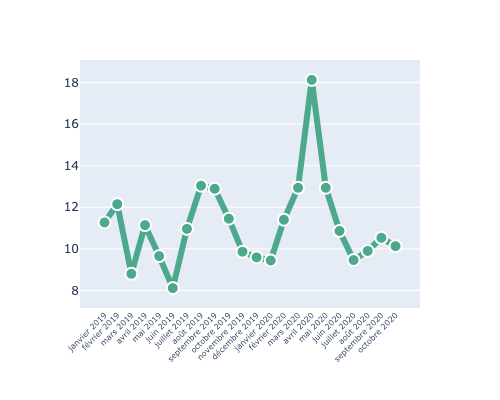 18
16
14
12
10
8
janvier 2019
février 2019
mars 2019
avril 2019
mai 2019
juin 2019
juillet 2019
août 2019
septembre 2019
octobre 2019
novembre 2019
décembre 2019
janvier 2020
février 2020
mars 2020
avril 2020
mai 2020
juin 2020
juillet 2020
août 2020
septembre 2020
octobre 2020